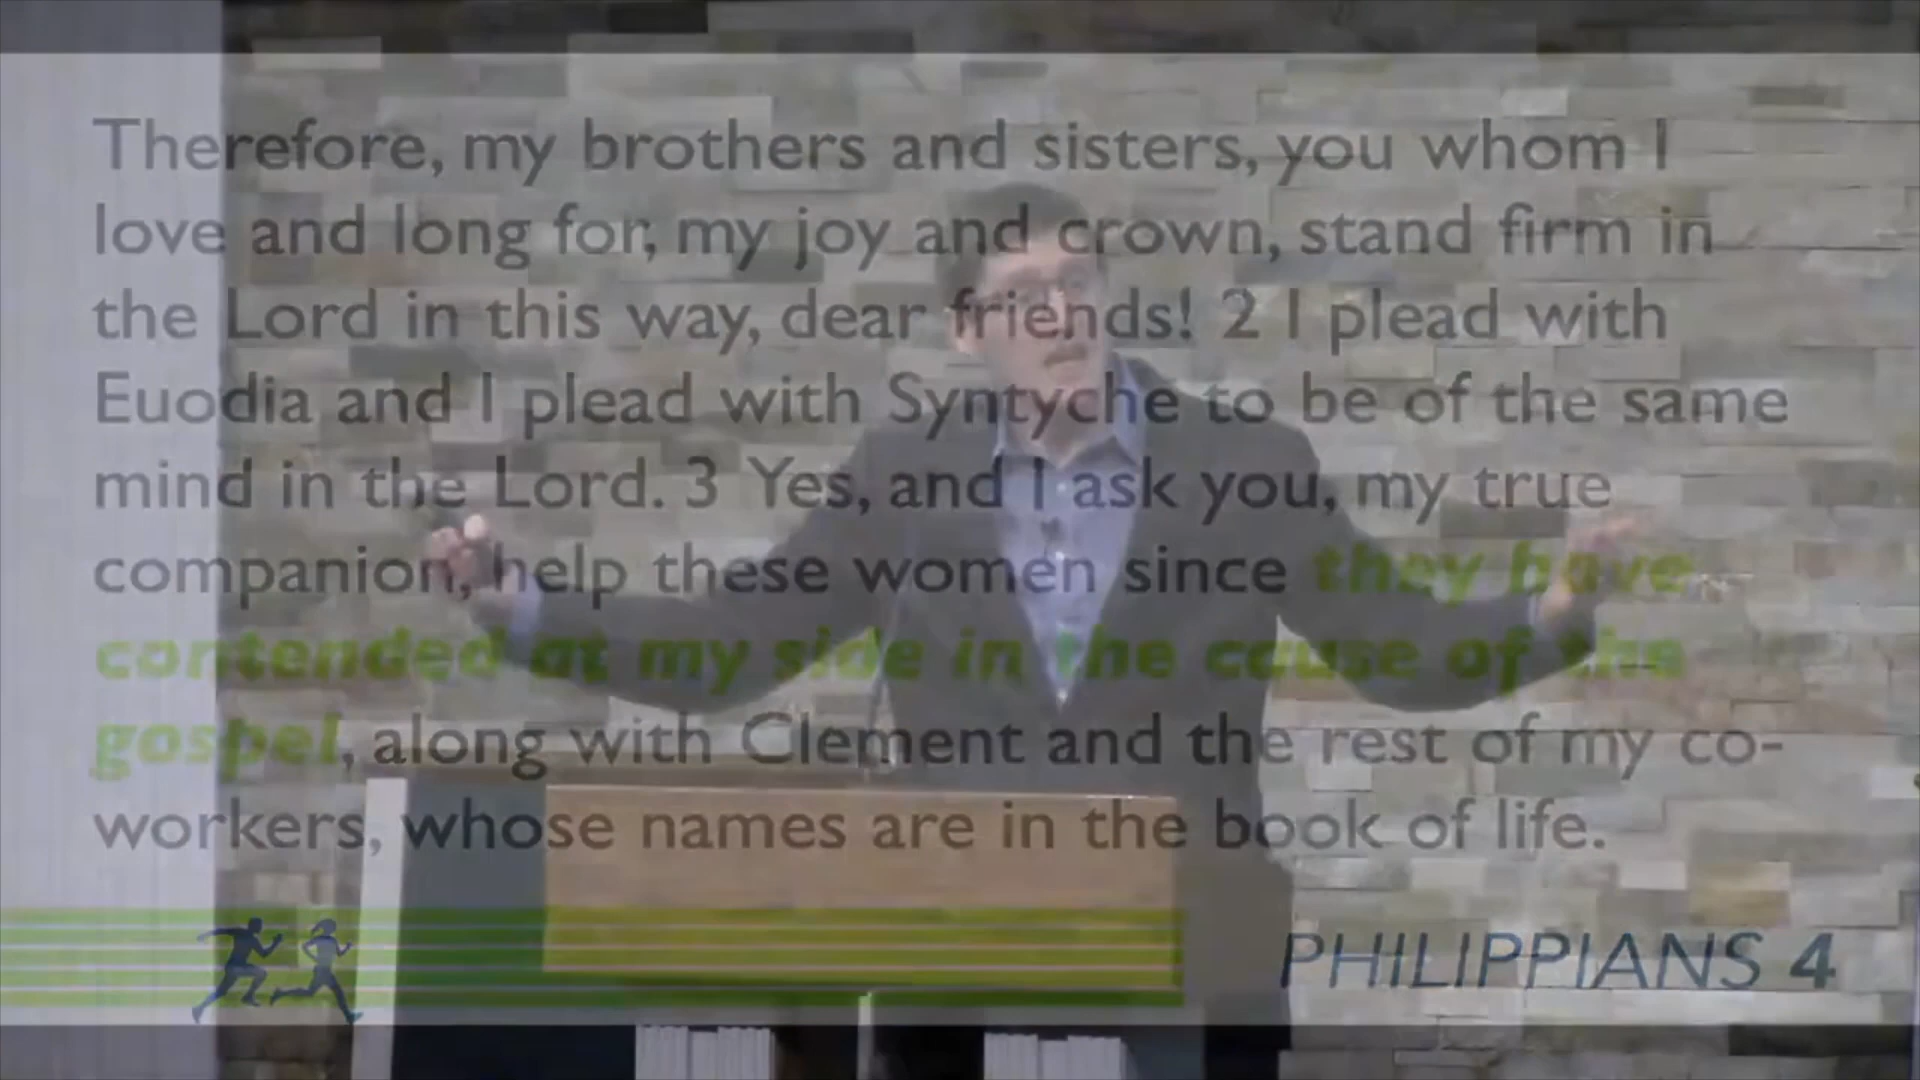 Therefore, my brothers and sisters, you whom I
love and long for, my joy and crown, stand firm in
the Lord in this way, dear friends! 2 I plead with
Euodia and I plead with Syntyche to be of the same
mind in the Lord. 3 Yes, and I ask you, my true
companion, help these women since they have
contended at my side in the cause of the
gospel, along with Clement and the rest of my co-
workers, whose names are in the book of life.
PHILIPPIANS 4